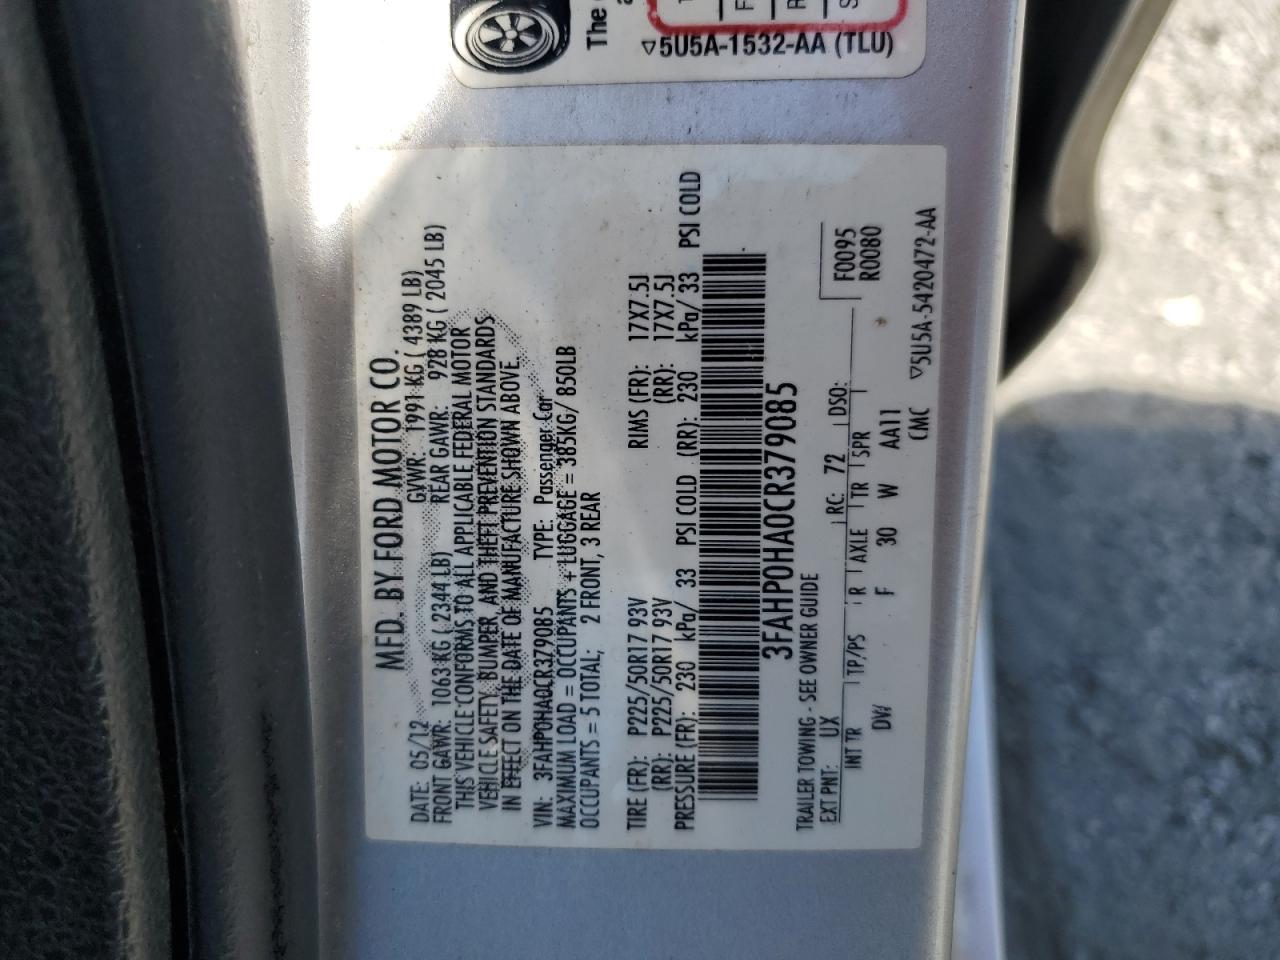 The
▽5U5A-1532-AA (TLU)
MFD. BY FORD MOTOR CO.
DATE: 05/12 GVWR: 1991 KG ( 4389 LB)
FRONT GAWR: 1063 KG ( 2344 LB) REAR GAWR: 928 KG ( 2045 LB)
THIS VEHICLE CONFORMS TO ALL APPLICABLE FEDERAL MOTOR
VEHICLE SAFETY, BUMPER, AND THEFT PREVENTION STANDARDS
IN EFFECT ON THE DATE OF MANUFACTURE SHOWN ABOVE.
VIN: 3FAHP0HA0CR379085 TYPE: Passenger Car
MAXIMUM LOAD = OCCUPANTS + LUGGAGE = 385KG/ 850LB
OCCUPANTS = 5 TOTAL; 2 FRONT, 3 REAR
TIRE (FR): P225/50R17 93V RIMS (FR): 17X7.5J
(RR): P225/50R17 93V (RR): 17X7.5J
PRESSURE (FR): 230 kPa/ 33 PSI COLD (RR): 230 kPa/ 33 PSI COLD
3FAHP0HA0CR379085
TRAILER TOWING - SEE OWNER GUIDE
F0095
R0080
EXT PNT: UX RC: 72 DSO:
INT TR TP/PS R AXLE TR SPR
DW F 30 W AA11
CMC
▽5U5A-5420472-AA